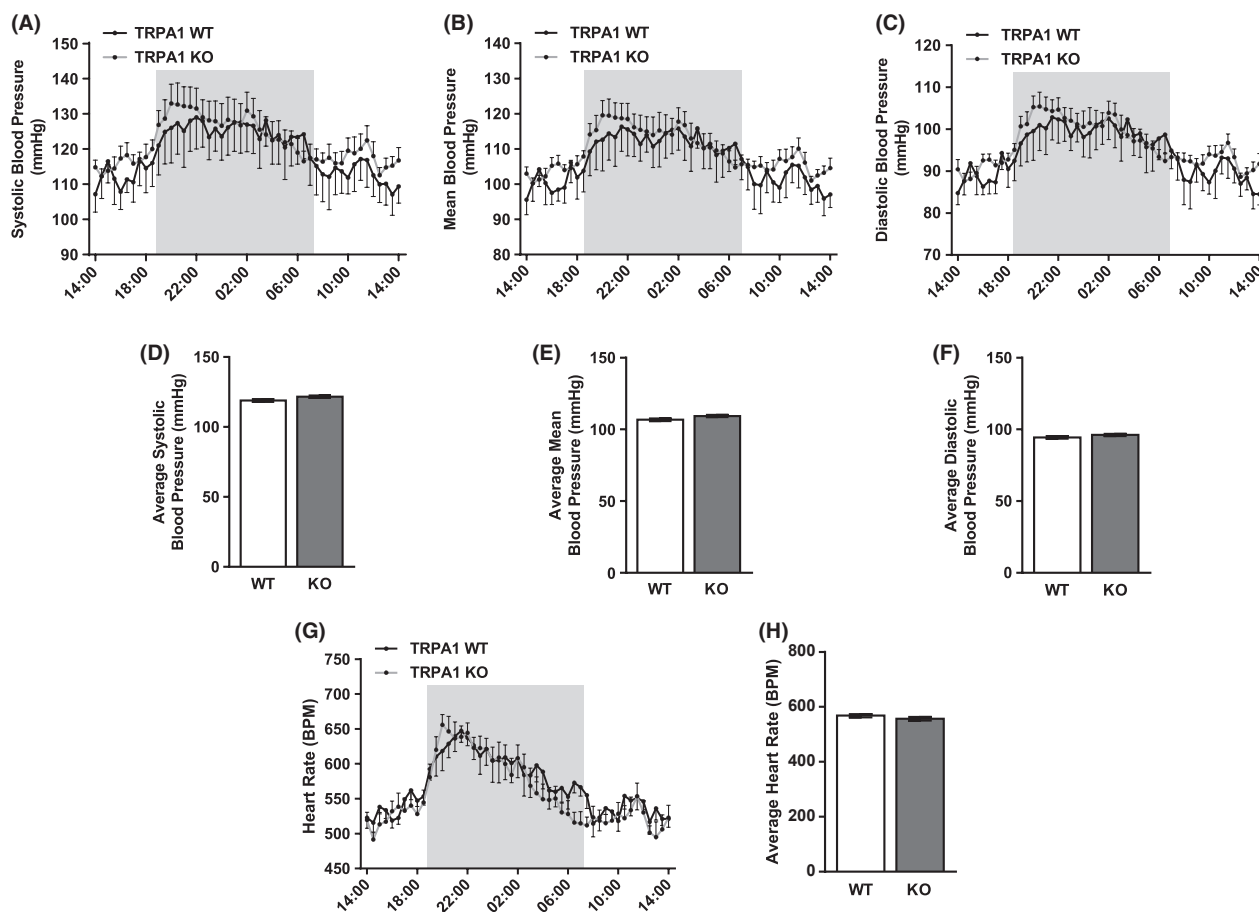 (A)
TRPA1 WT
TRPA1 KO
Systolic Blood Pressure
(mmHg)
150
140
130
120
110
100
90
14:00
18:00
22:00
02:00
06:00
10:00
14:00
(B)
TRPA1 WT
TRPA1 KO
Mean Blood Pressure
(mmHg)
140
120
100
80
14:00
18:00
22:00
02:00
06:00
10:00
14:00
(C)
TRPA1 WT
TRPA1 KO
Diastolic Blood Pressure
(mmHg)
120
110
100
90
80
70
14:00
18:00
22:00
02:00
06:00
10:00
14:00
(D)
Average Systolic
Blood Pressure (mmHg)
150
100
50
0
WT
KO
(E)
Average Mean
Blood Pressure (mmHg)
150
100
50
0
WT
KO
(F)
Average Diastolic
Blood Pressure (mmHg)
150
100
50
0
WT
KO
(G)
TRPA1 WT
TRPA1 KO
Heart Rate (BPM)
750
700
650
600
550
500
450
14:00
18:00
22:00
02:00
06:00
10:00
14:00
(H)
Average Heart Rate (BPM)
800
600
400
200
0
WT
KO